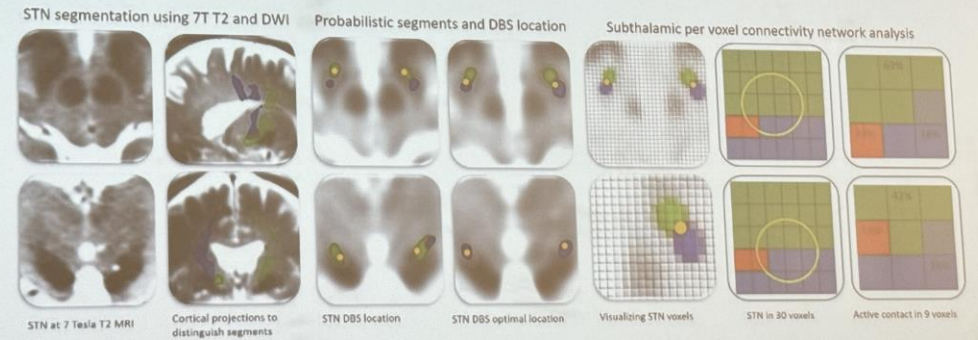 STN segmentation using 7T T2 and DWI
Probabilistic segments and DBS location
Subthalamic per voxel connectivity network analysis
STN at 7 Tesla T2 MRI
Cortical projections to
distinguish segments
STN DBS location
STN DBS optimal location
Visualizing STN voxels
STN in 30 voxels
Active contact in 9 voxels